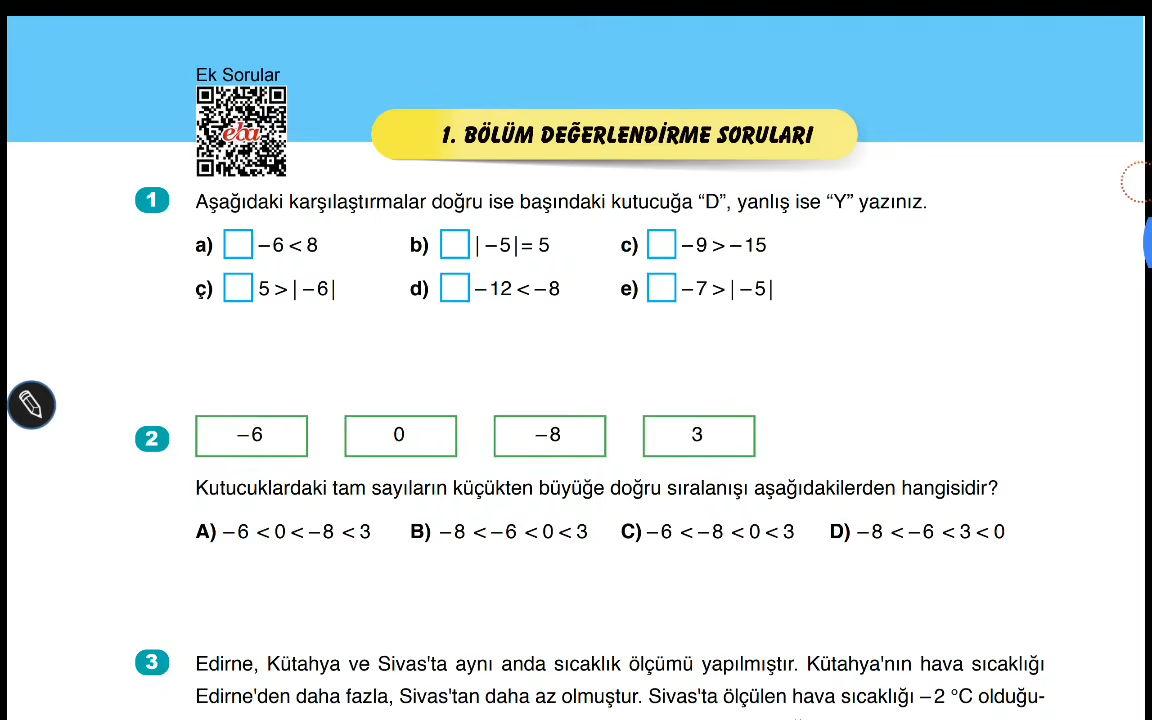 Ek Sorular
eba
1. BÖLÜM DEĞERLENDİRME SORULARI
1 Aşağıdaki karşılaştırmalar doğru ise başındaki kutucuğa “D”, yanlış ise “Y” yazınız.
a) −6 < 8 b) |−5| = 5 c) −9 > −15
ç) 5 > |−6| d) −12 < −8 e) −7 > |−5|
2 −6 0 −8 3
Kutucuklardaki tam sayıların küçükten büyüğe doğru sıralanışı aşağıdakilerden hangisidir?
A) −6 < 0 < −8 < 3 B) −8 < −6 < 0 < 3 C) −6 < −8 < 0 < 3 D) −8 < −6 < 3 < 0
3 Edirne, Kütahya ve Sivas'ta aynı anda sıcaklık ölçümü yapılmıştır. Kütahya'nın hava sıcaklığı
Edirne'den daha fazla, Sivas'tan daha az olmuştur. Sivas'ta ölçülen hava sıcaklığı −2 °C olduğu-